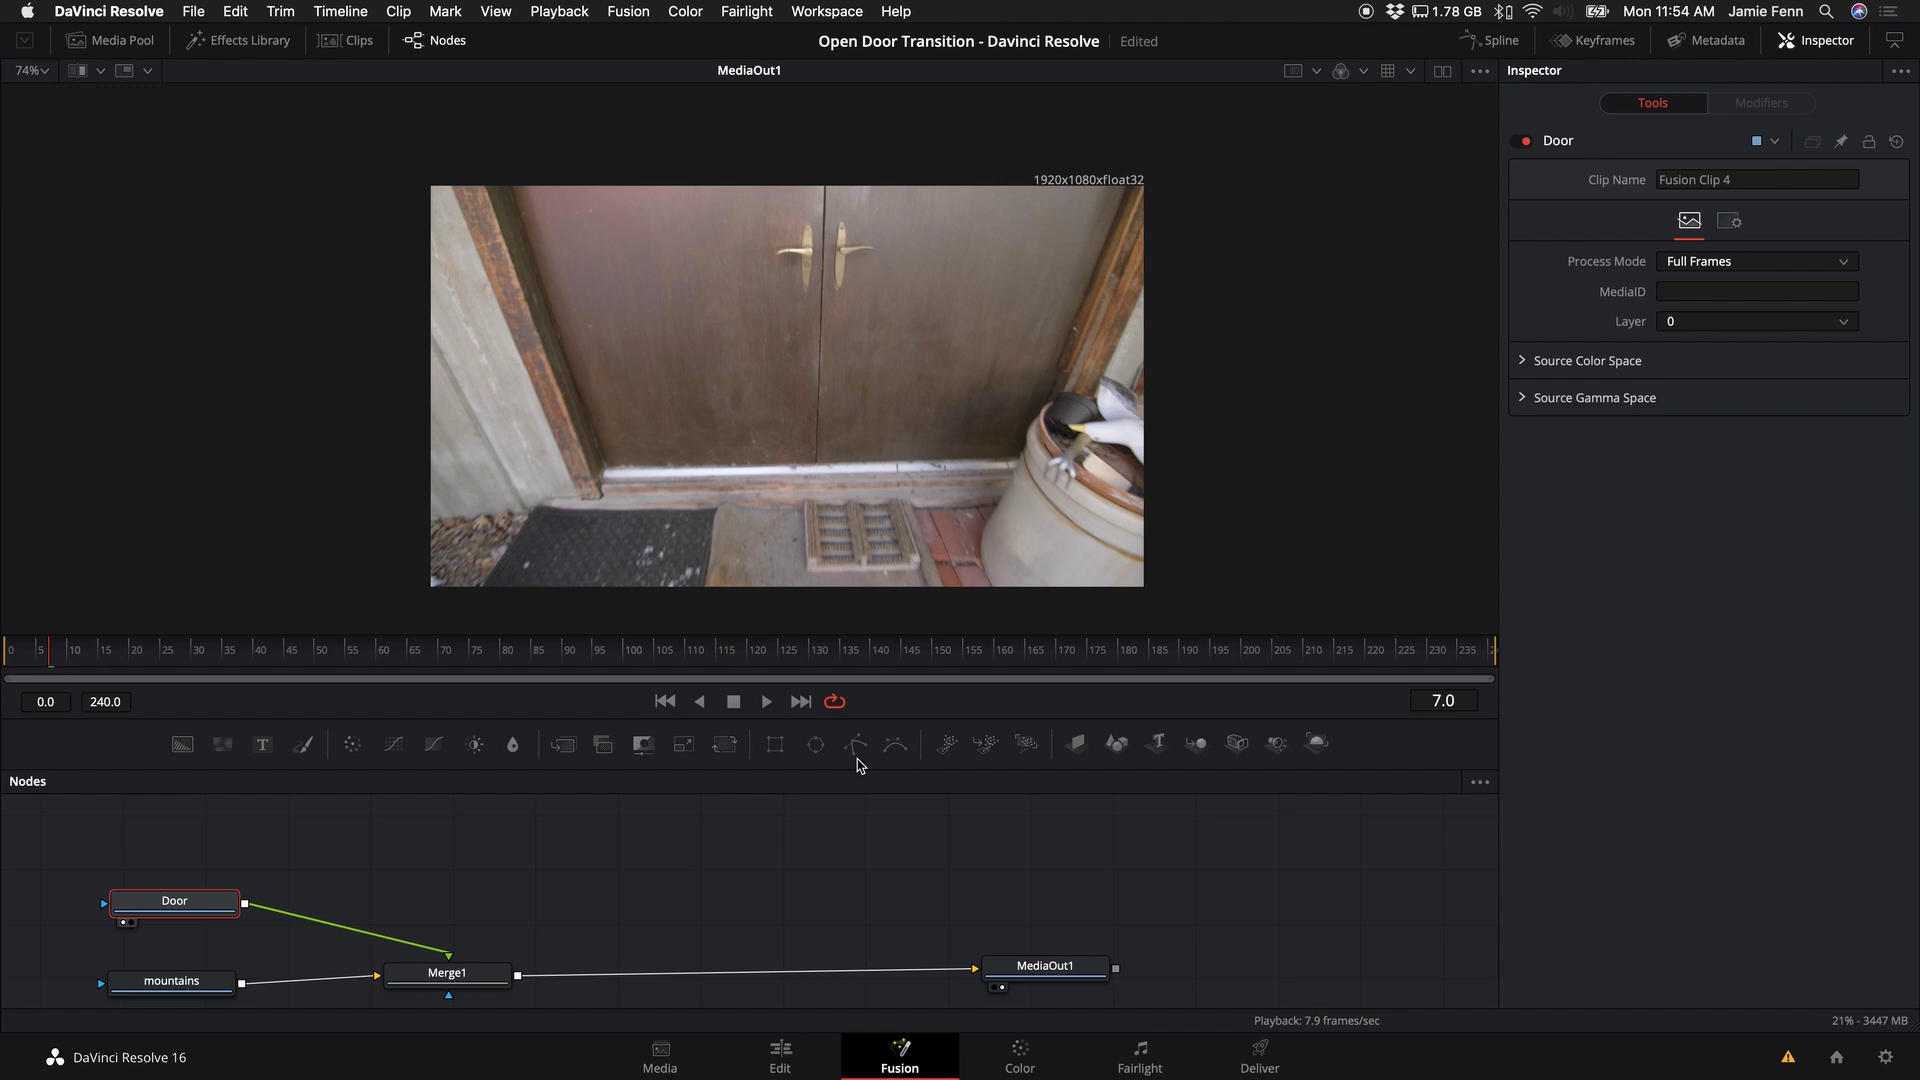 DaVinci Resolve File Edit Trim Timeline Clip Mark View Playback Fusion Color Fairlight Workspace Help 1.78 GB Mon 11:54 AM Jamie Fenn
Media Pool Effects Library Clips Nodes Open Door Transition - Davinci Resolve Edited Spline Keyframes Metadata Inspector
74% MediaOut1 Inspector
Tools Modifiers
Door
1920x1080xfloat32
Clip Name Fusion Clip 4
Process Mode Full Frames
MediaID
Layer 0
Source Color Space
Source Gamma Space
0 5 10 15 20 25 30 35 40 45 50 55 60 65 70 75 80 85 90 95 100 105 110 115 120 125 130 135 140 145 150 155 160 165 170 175 180 185 190 195 200 205 210 215 220 225 230 235
0.0 240.0 7.0
T T
Nodes
Door
mountains Merge1 MediaOut1
Playback: 7.9 frames/sec 21% - 3447 MB
DaVinci Resolve 16 Media Edit Fusion Color Fairlight Deliver